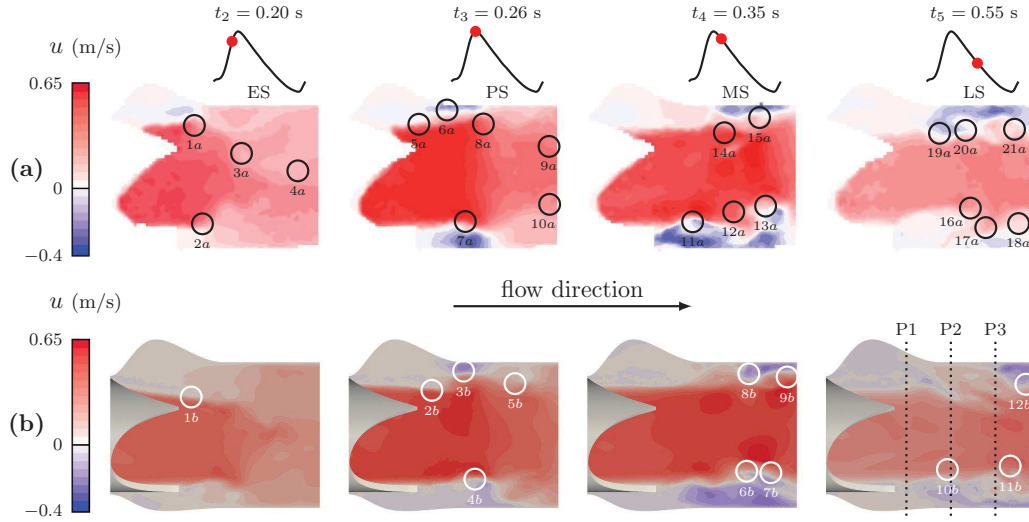 t₂ = 0.20 s
t₃ = 0.26 s
t₄ = 0.35 s
t₅ = 0.55 s
u (m/s)
0.65
0
−0.4
ES
PS
MS
LS
(a)
1a
2a
3a
4a
5a
6a
7a
8a
9a
10a
11a
12a
13a
14a
15a
16a
17a
18a
19a
20a
21a
flow direction
u (m/s)
0.65
0
−0.4
(b)
P1 P2 P3
1b
2b
3b
4b
5b
6b
7b
8b
9b
10b
11b
12b